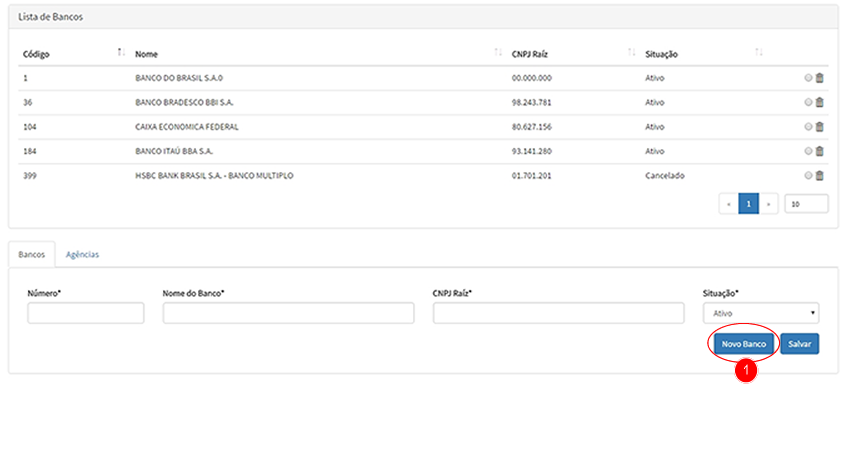 Lista de Bancos
Código Nome CNPJ Raíz Situação
1 BANCO DO BRASIL S.A.0 00.000.000 Ativo
36 BANCO BRADESCO BBI S.A. 98.243.781 Ativo
104 CAIXA ECONOMICA FEDERAL 80.627.156 Ativo
184 BANCO ITAÚ BBA S.A. 93.141.280 Ativo
399 HSBC BANK BRASIL S.A. - BANCO MULTIPLO 01.701.201 Cancelado
« 1 » 10
Bancos Agências
Número* Nome do Banco* CNPJ Raíz* Situação*
Ativo
Novo Banco Salvar
1